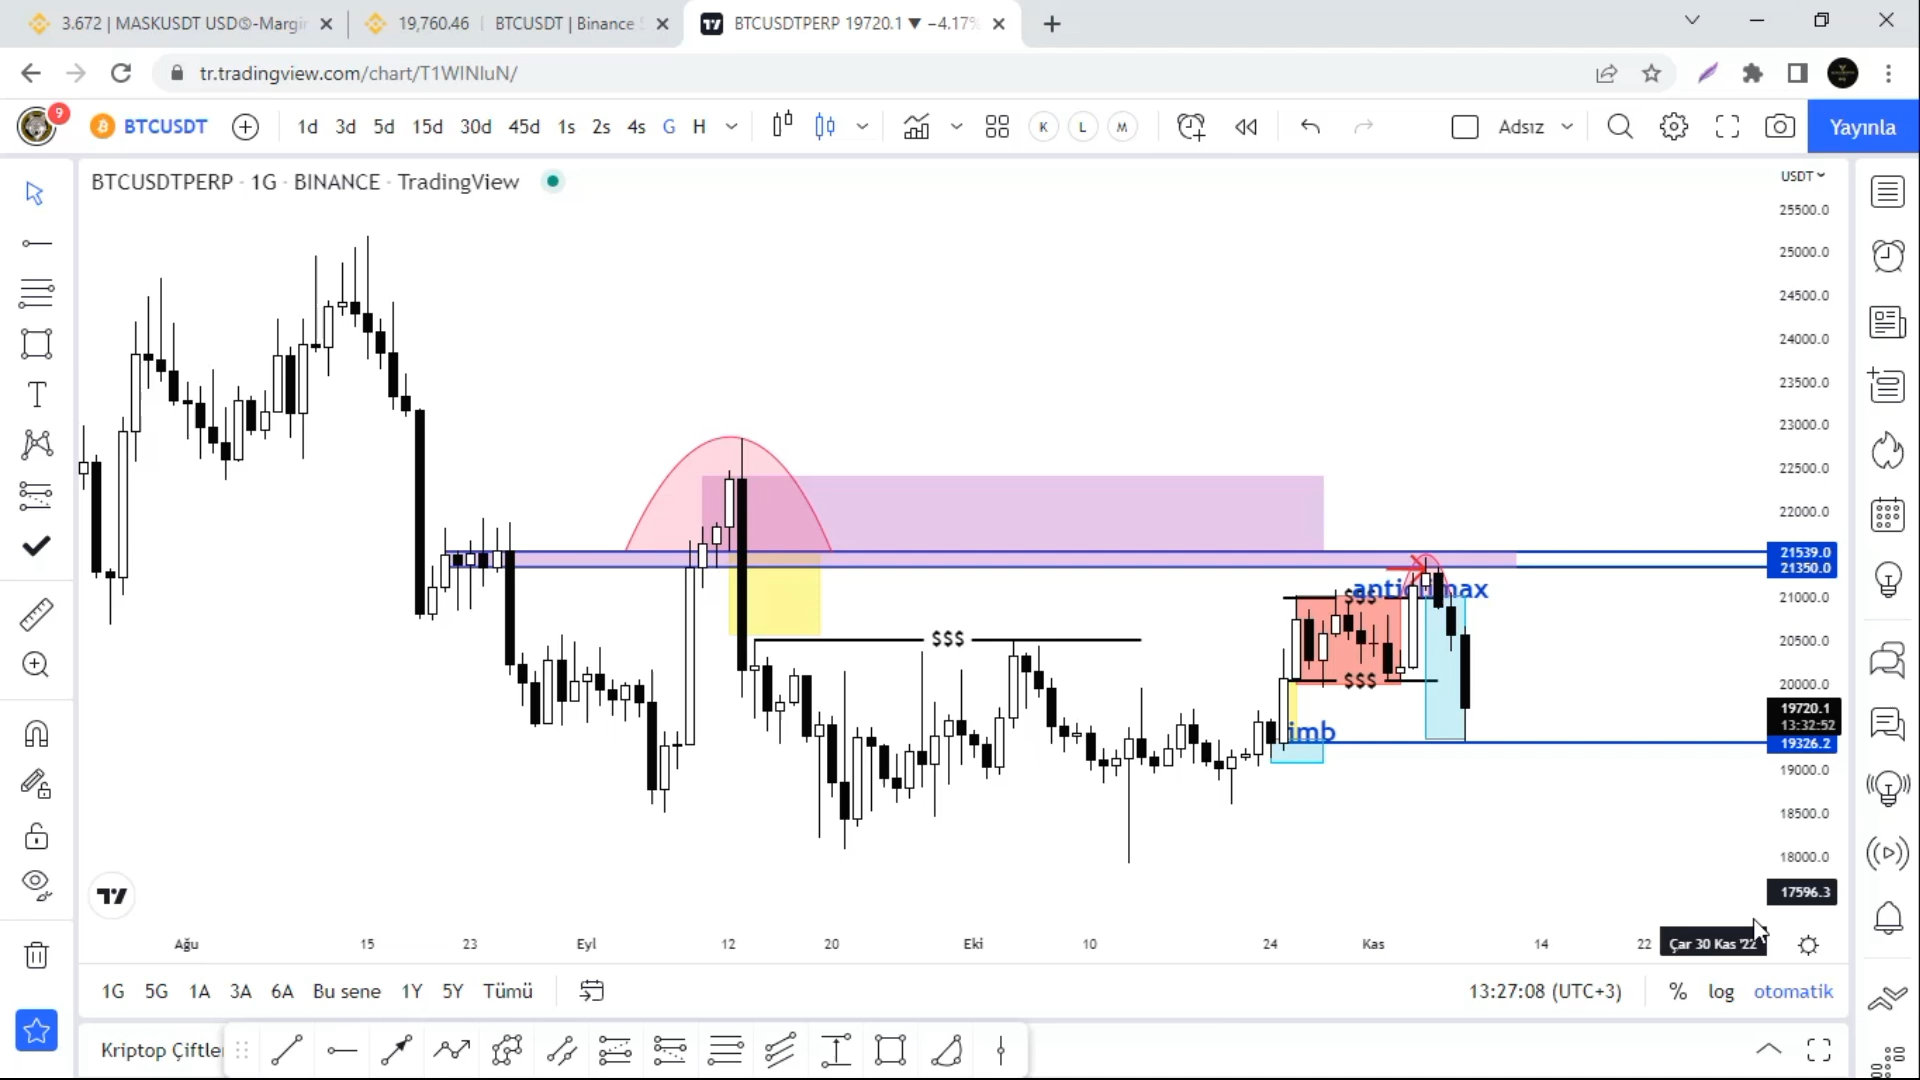 3.672 | MASKUSDT USDⓈ-Margin
19,760.46 | BTCUSDT | Binance S
BTCUSDTPERP 19720.1 ▼ −4.17%
tr.tradingview.com/chart/T1WINluN/
9
BTCUSDT
1d 3d 5d 15d 30d 45d 1s 2s 4s G H
K L M
Adsız
Yayınla
BTCUSDTPERP · 1G · BINANCE · TradingView
USDT
25500.0
25000.0
24500.0
24000.0
23500.0
23000.0
22500.0
22000.0
21539.0
21350.0
anticlimax
21000.0
$$$
20500.0
$$$
20000.0
$$$
19720.1
13:32:52
imb
19326.2
19000.0
18500.0
18000.0
17596.3
Ağu 15 23 Eyl 12 20 Eki 10 24 Kas 14 22 Çar 30 Kas '22
1G 5G 1A 3A 6A Bu sene 1Y 5Y Tümü
13:27:08 (UTC+3) % log otomatik
Kriptop Çiftle